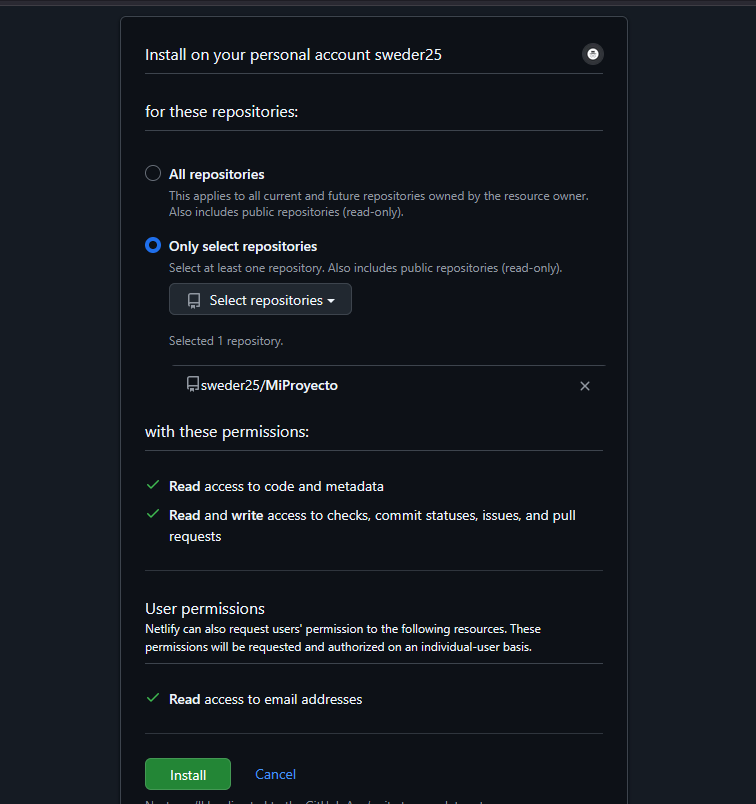 Install on your personal account sweder25
for these repositories:
All repositories
This applies to all current and future repositories owned by the resource owner.
Also includes public repositories (read-only).
Only select repositories
Select at least one repository. Also includes public repositories (read-only).
Select repositories
Selected 1 repository.
sweder25/MiProyecto
with these permissions:
Read access to code and metadata
Read and write access to checks, commit statuses, issues, and pull
requests
User permissions
Netlify can also request users' permission to the following resources. These
permissions will be requested and authorized on an individual-user basis.
Read access to email addresses
Install Cancel